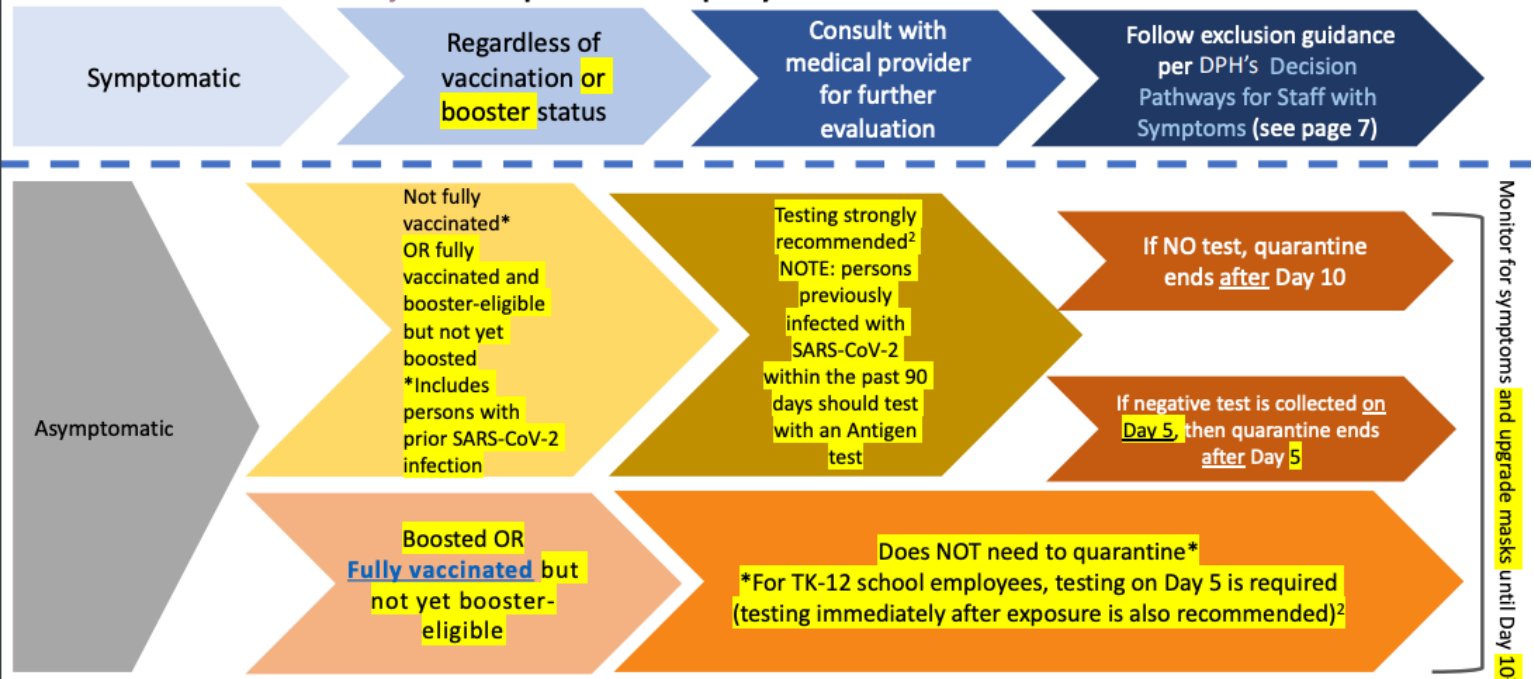 Symptomatic
Regardless of
vaccination or
booster status
Consult with
medical provider
for further
evaluation
Follow exclusion guidance
per DPH's Decision
Pathways for Staff with
Symptoms (see page 7)
Asymptomatic
Not fully
vaccinated*
OR fully
vaccinated and
booster-eligible
but not yet
boosted
*Includes
persons with
prior SARS-CoV-2
infection
Testing strongly
recommended²
NOTE: persons
previously
infected with
SARS-CoV-2
within the past 90
days should test
with an Antigen
test
If NO test, quarantine
ends after Day 10
If negative test is collected on
Day 5, then quarantine ends
after Day 5
Boosted OR
Fully vaccinated but
not yet booster-
eligible
Does NOT need to quarantine*
*For TK-12 school employees, testing on Day 5 is required
(testing immediately after exposure is also recommended)²
Monitor for symptoms and upgrade masks until Day 10